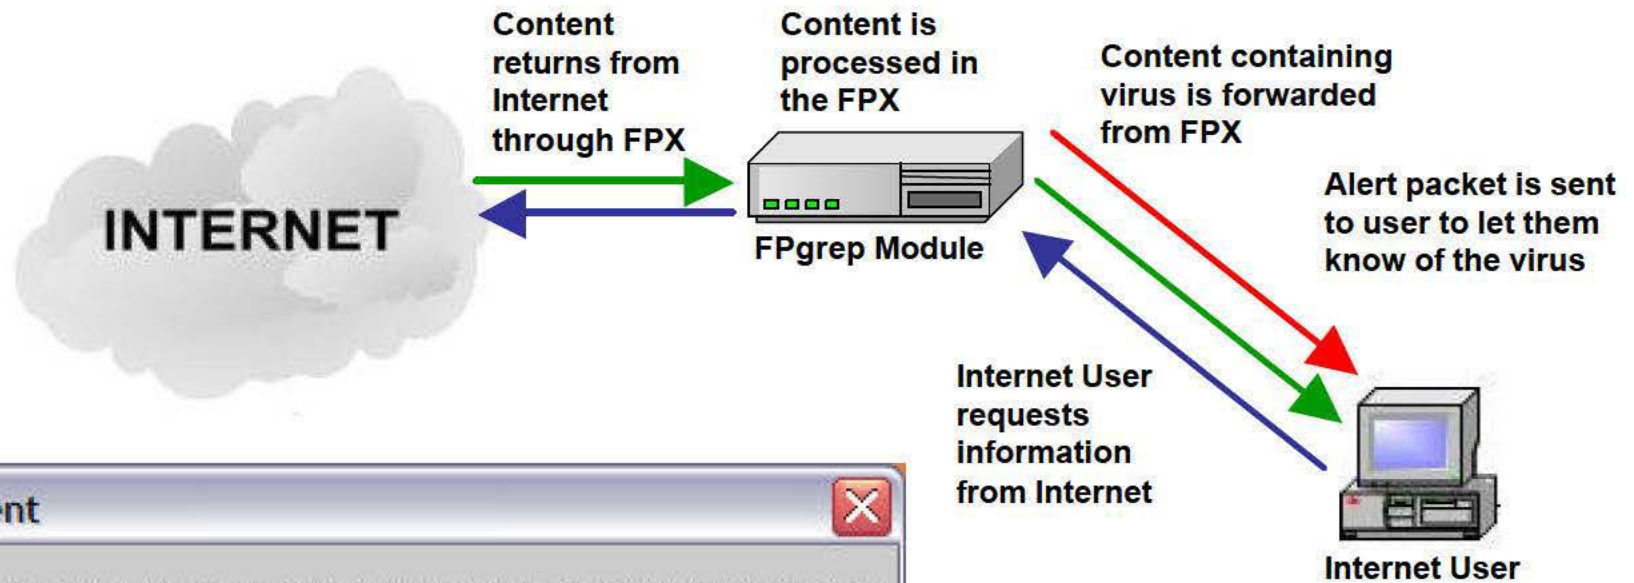 Content
returns from
Internet
through FPX
Content is
processed in
the FPX
Content containing
virus is forwarded
from FPX
Alert packet is sent
to user to let them
know of the virus
INTERNET
FPgrep Module
Internet User
requests
information
from Internet
Internet User